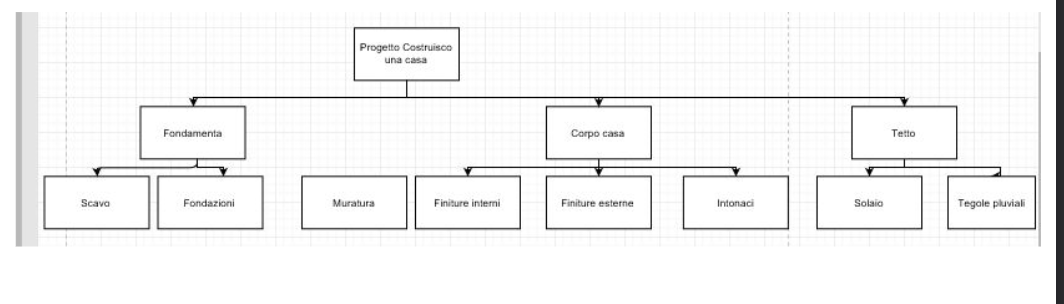 Progetto Costruisco
una casa
Fondamenta
Corpo casa
Tetto
Scavo
Fondazioni
Muratura
Finiture interni
Finiture esterne
Intonaci
Solaio
Tegole pluviali